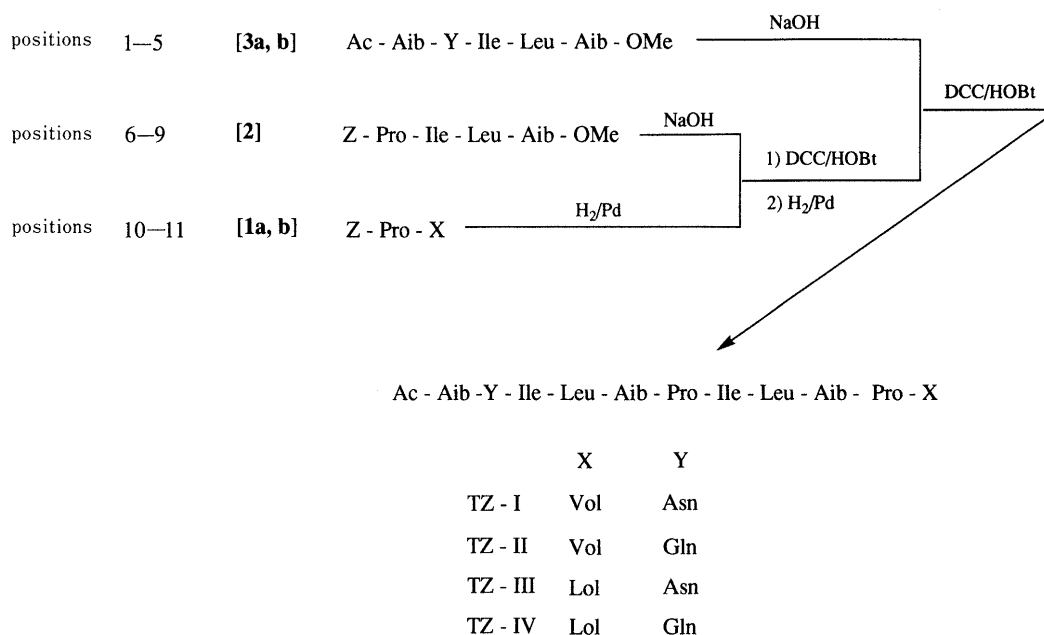 NaOH
positions 1—5 [3a, b] Ac - Aib - Y - Ile - Leu - Aib - OMe
DCC/HOBt
NaOH
positions 6—9 [2] Z - Pro - Ile - Leu - Aib - OMe
1) DCC/HOBt
2) H2/Pd
H2/Pd
positions 10—11 [1a, b] Z - Pro - X
Ac - Aib -Y - Ile - Leu - Aib - Pro - Ile - Leu - Aib - Pro - X
X Y
TZ - I Vol Asn
TZ - II Vol Gln
TZ - III Lol Asn
TZ - IV Lol Gln